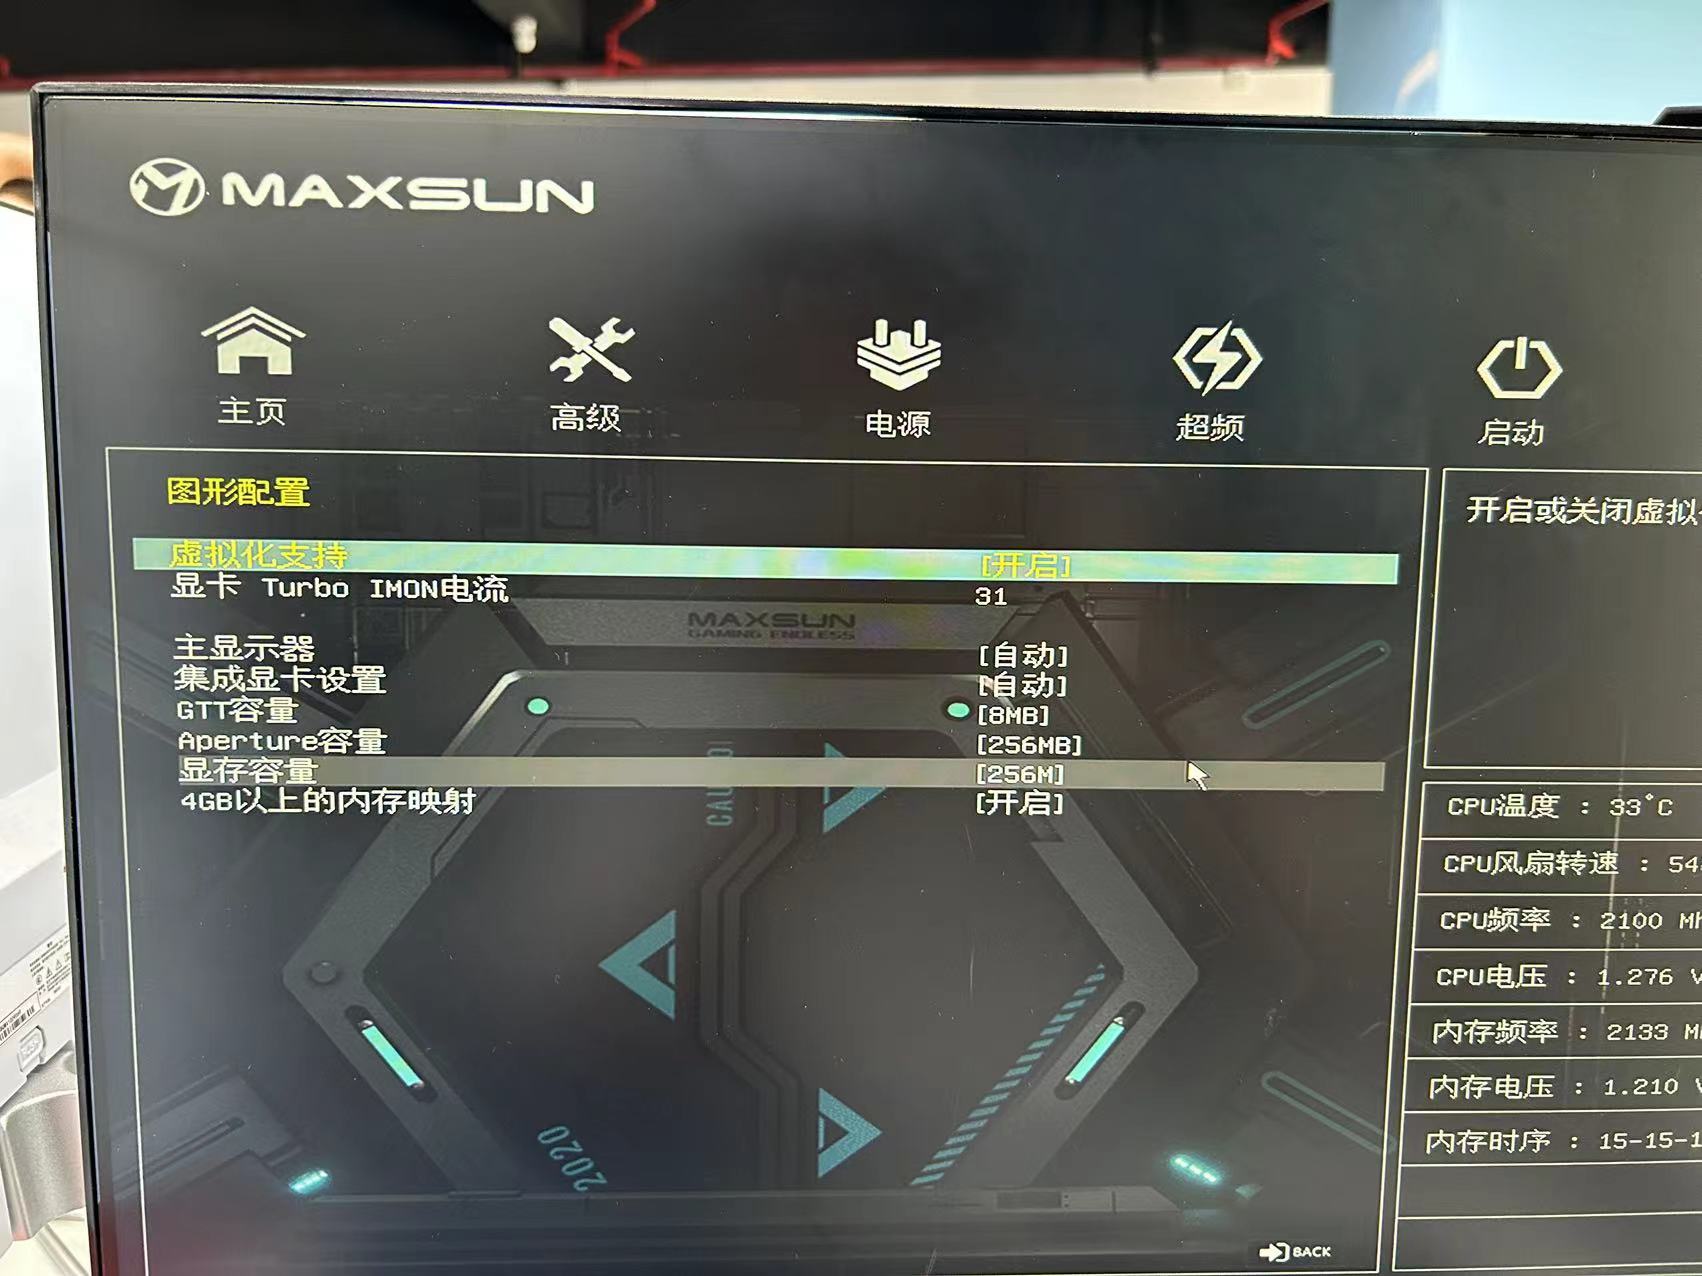 MAXSUN
主页
高级
电源
超频
启动
图形配置
虚拟化支持 [开启]
显卡 Turbo IMON电流 31
MAXSUN
GAMING ENDLESS
主显示器 [自动]
集成显卡设置 [自动]
GTT容量 [8MB]
Aperture容量 [256MB]
显存容量 [256M]
4GB以上的内存映射 [开启]
2020
BACK
开启或关闭虚拟
CPU温度 : 33°C
CPU风扇转速 : 54
CPU频率 : 2100 Mh
CPU电压 : 1.276 V
内存频率 : 2133 M
内存电压 : 1.210 V
内存时序 : 15-15-1